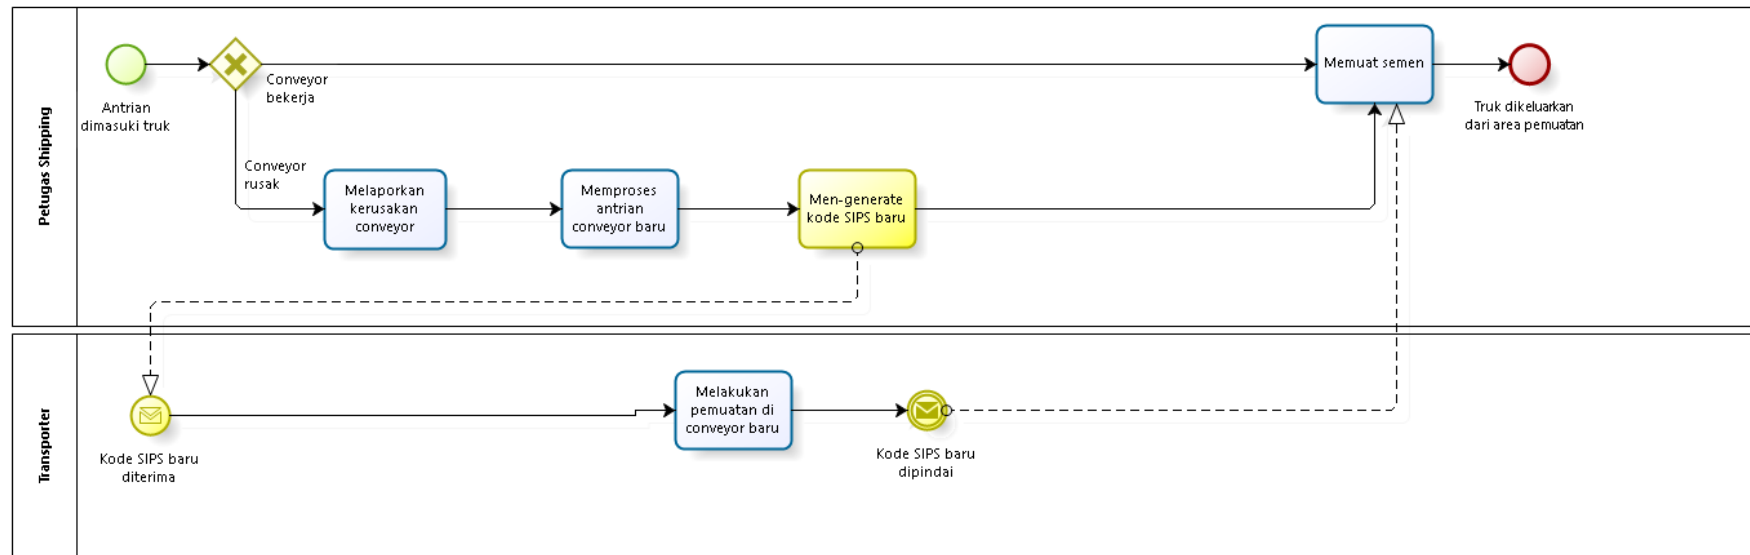 Petugas Shipping
Antrian
dimasuki truk
Conveyor
bekerja
Conveyor
rusak
Melaporkan
kerusakan
conveyor
Memproses
antrian
conveyor baru
Men-generate
kode SIPS baru
Memuat semen
Truk dikeluarkan
dari area pemuatan
Transporter
Kode SIPS baru
diterima
Melakukan
pemuatan di
conveyor baru
Kode SIPS baru
dipindai